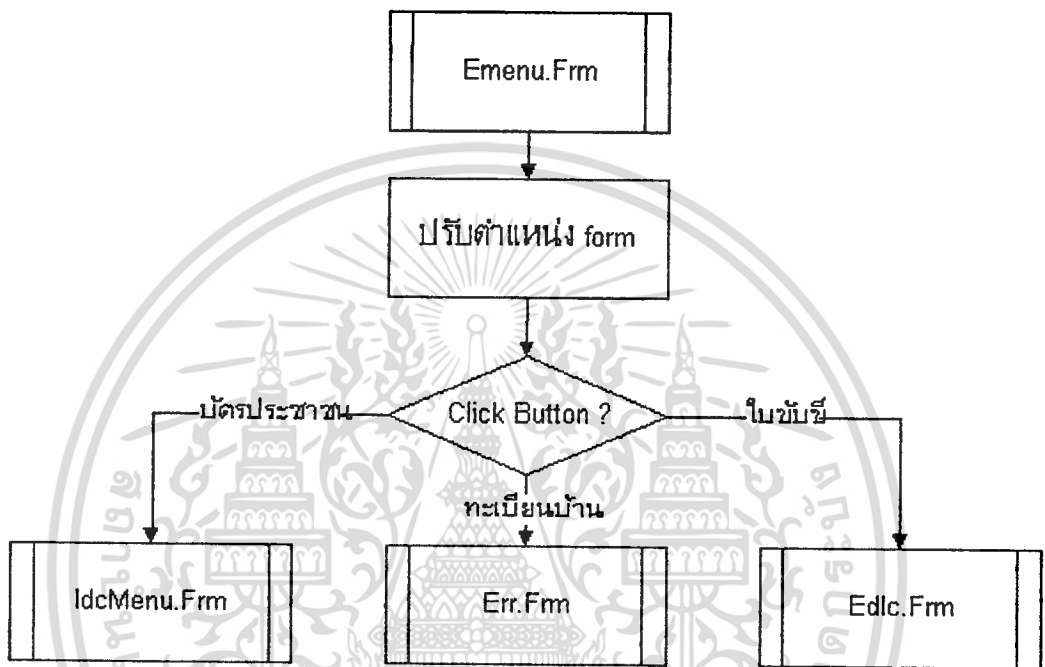 Emenu.Frm
ปรับตำแหน่ง form
Click Button ?
บัตรประชาชน
ใบขับขี่
ทะเบียนบ้าน
IdcMenu.Frm
Err.Frm
Edlc.Frm